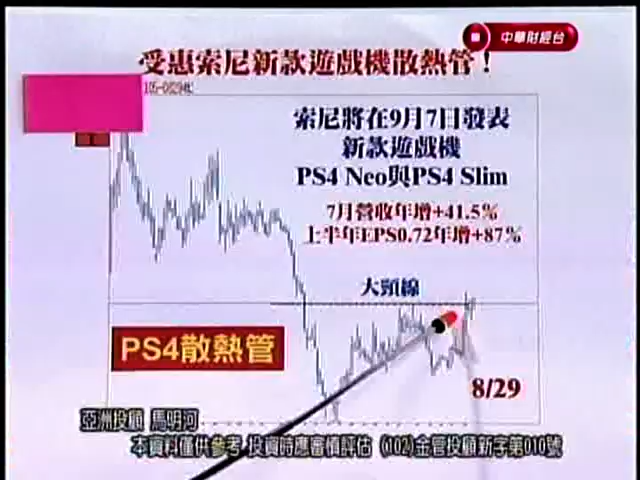 中華財經台
受惠索尼新款遊戲機散熱管！
索尼將在9月7日發表
新款遊戲機
PS4 Neo與PS4 Slim
7月營收年增+41.5%
上半年EPS0.72年增+87%
大頸線
PS4散熱管
8/29
亞洲投顧 馬明河
本資料僅供參考 投資時應審慎評估 (102)金管投顧新字第010號